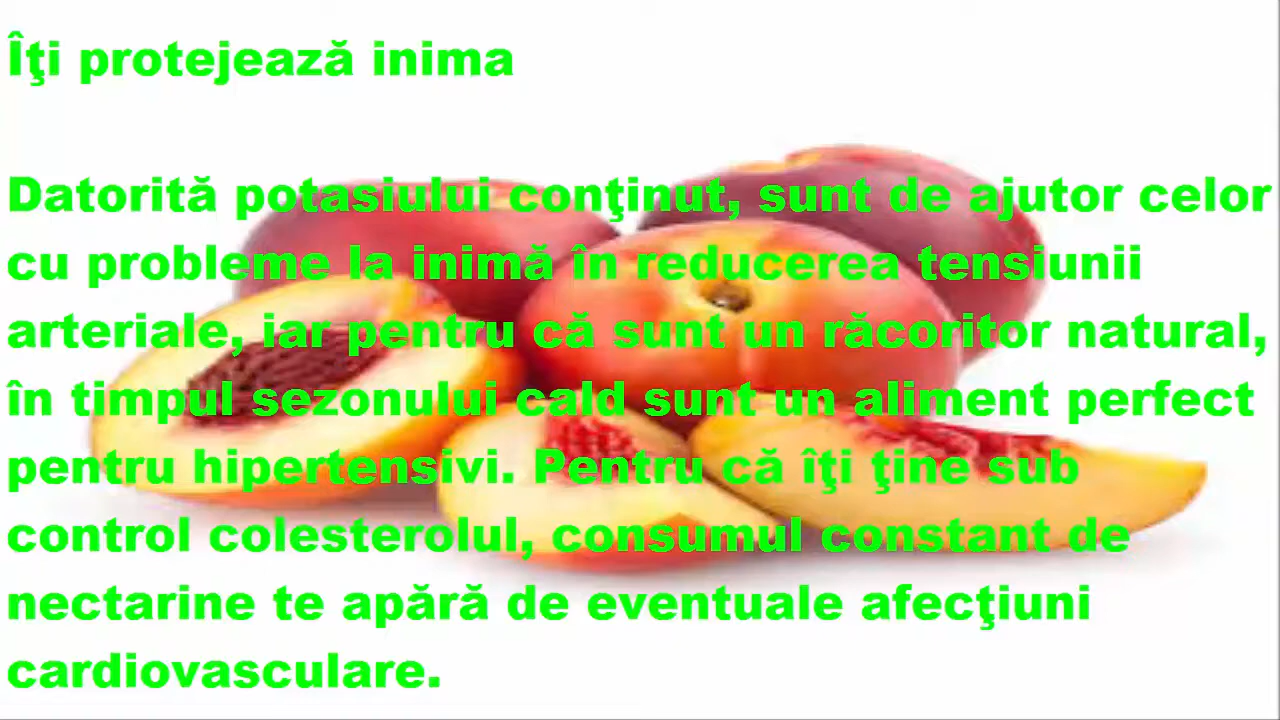 Îţi protejează inima
Datorită potasiului conţinut, sunt de ajutor celor
cu probleme la inimă în reducerea tensiunii
arteriale, iar pentru că sunt un răcoritor natural,
în timpul sezonului cald sunt un aliment perfect
pentru hipertensivi. Pentru că îţi ţine sub
control colesterolul, consumul constant de
nectarine te apără de eventuale afecţiuni
cardiovasculare.